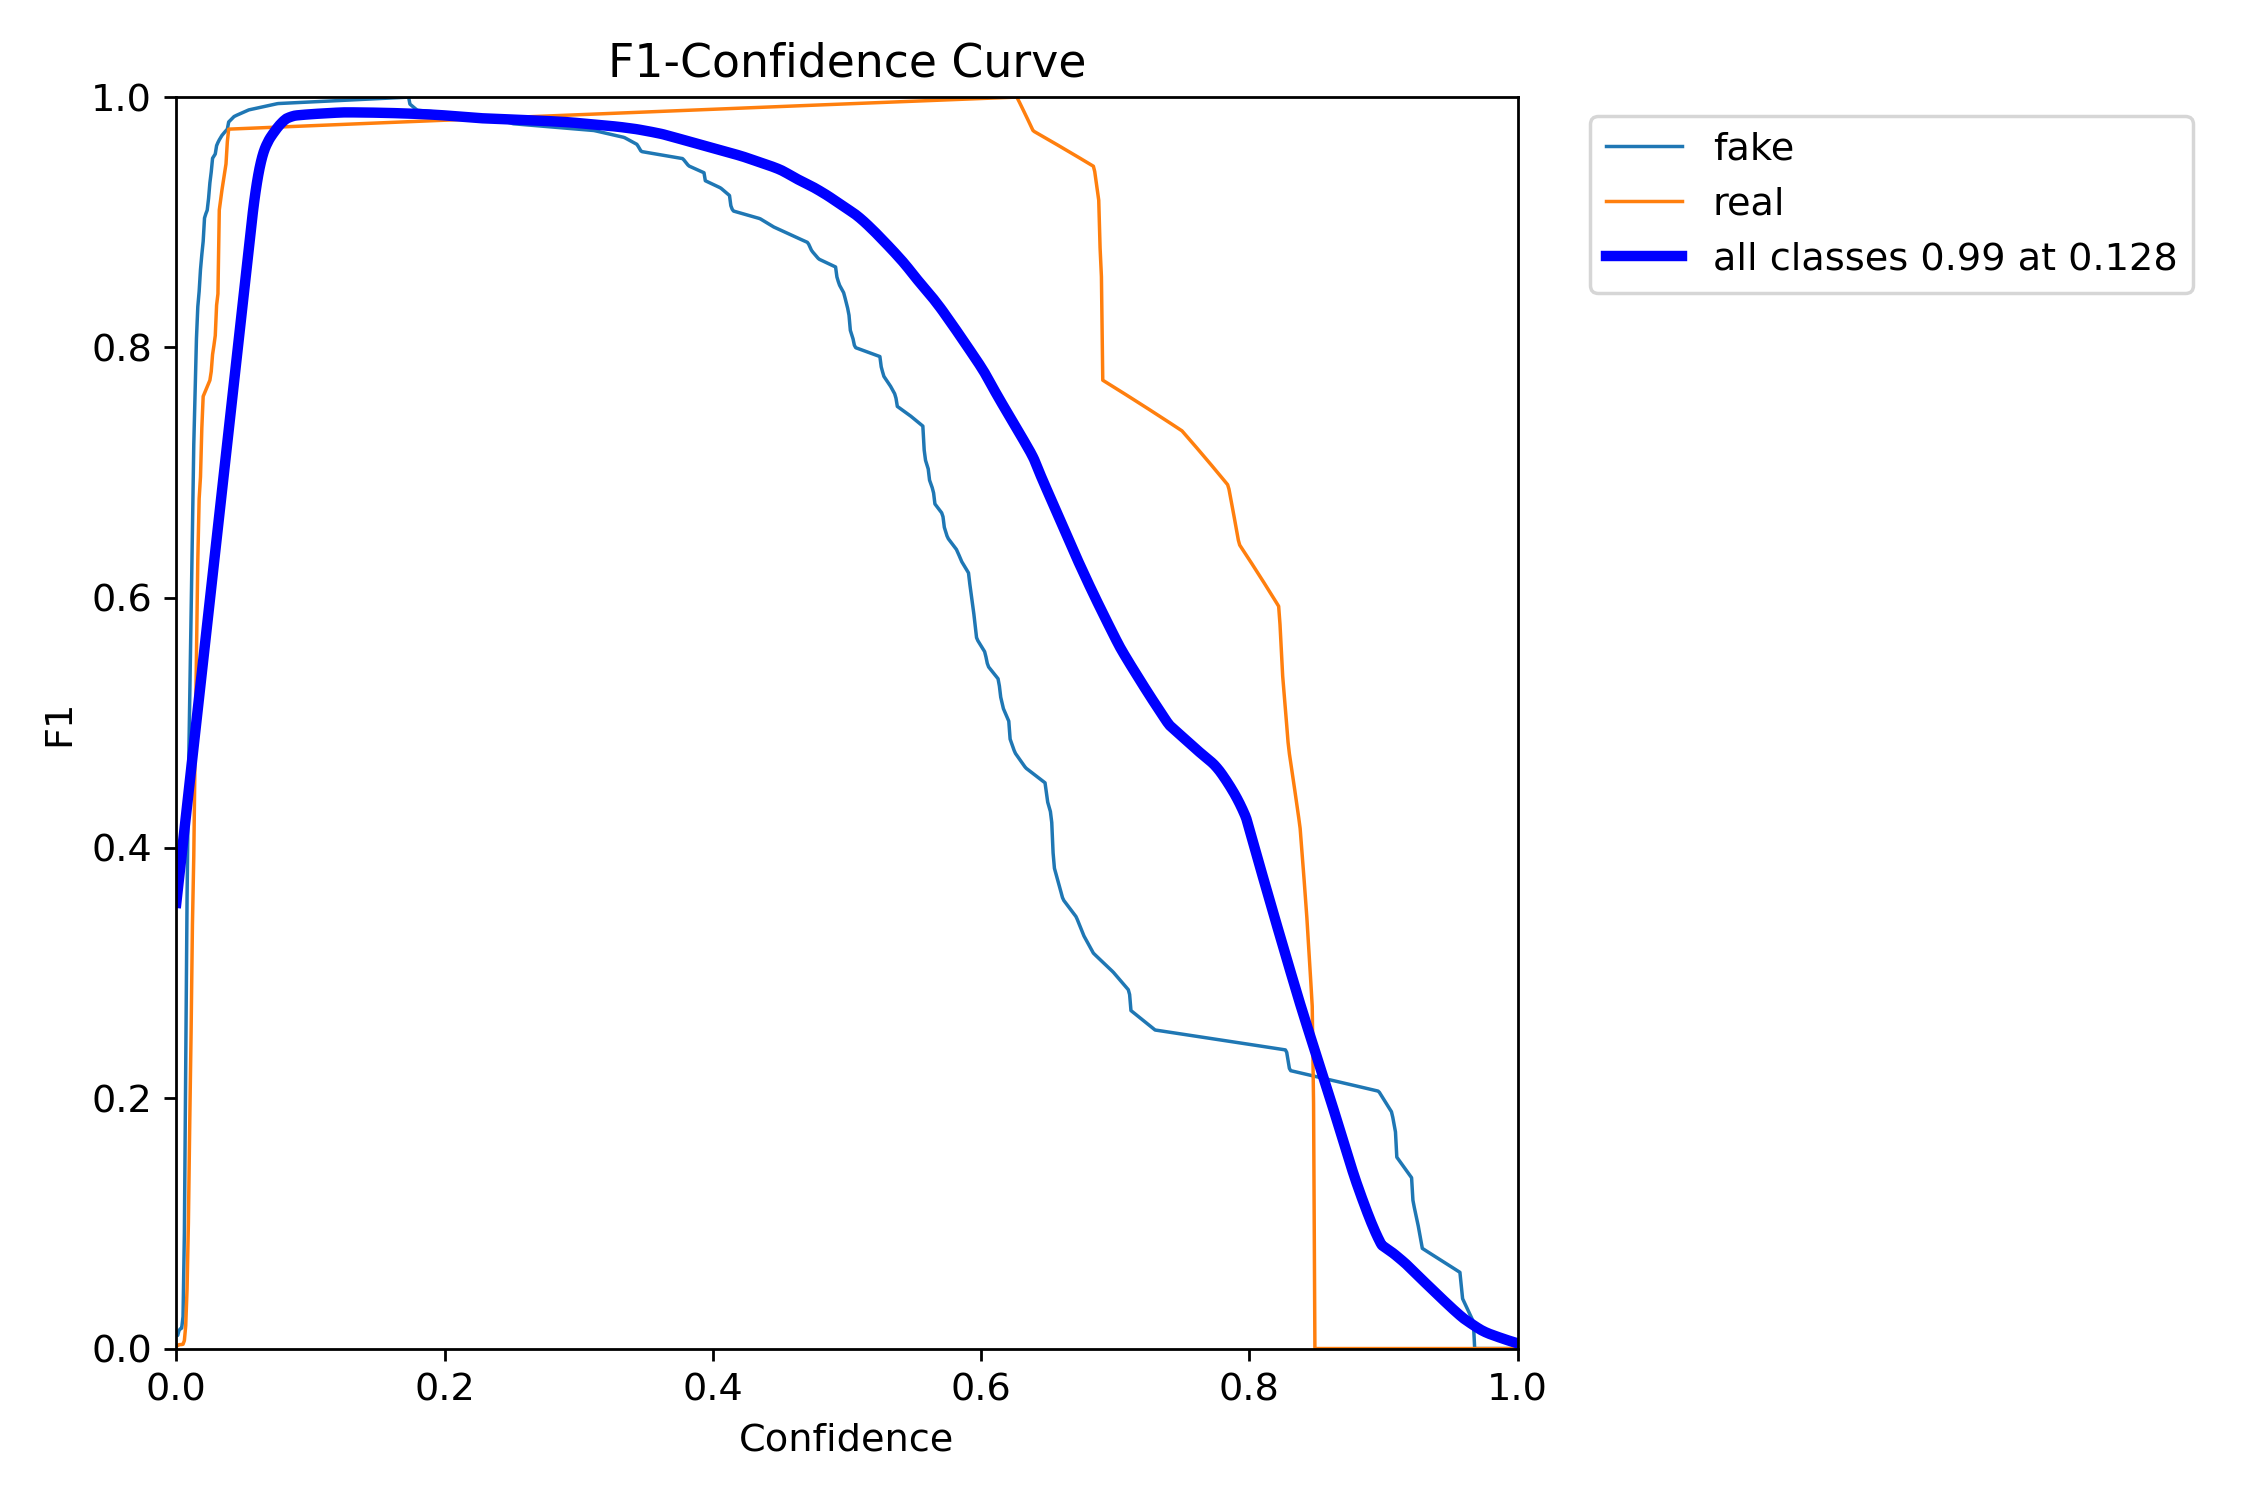 F1-Confidence Curve
fake
real
all classes 0.99 at 0.128
F1
1.0
0.8
0.6
0.4
0.2
0.0
0.0 0.2 0.4 0.6 0.8 1.0
Confidence